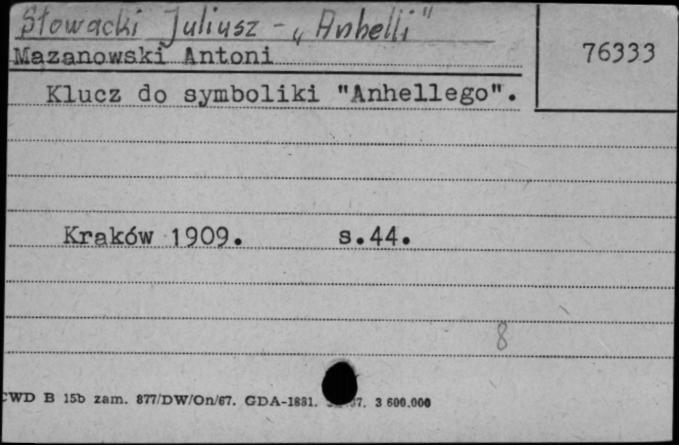 Słowacki Juliusz - „Anhelli"
Mazanowski Antoni
76333
Klucz do symboliki "Anhellego".
Kraków 1909. s.44.
8
CWD B 15b zam. 877/DW/On/67. GDA-1831. 3 600.000